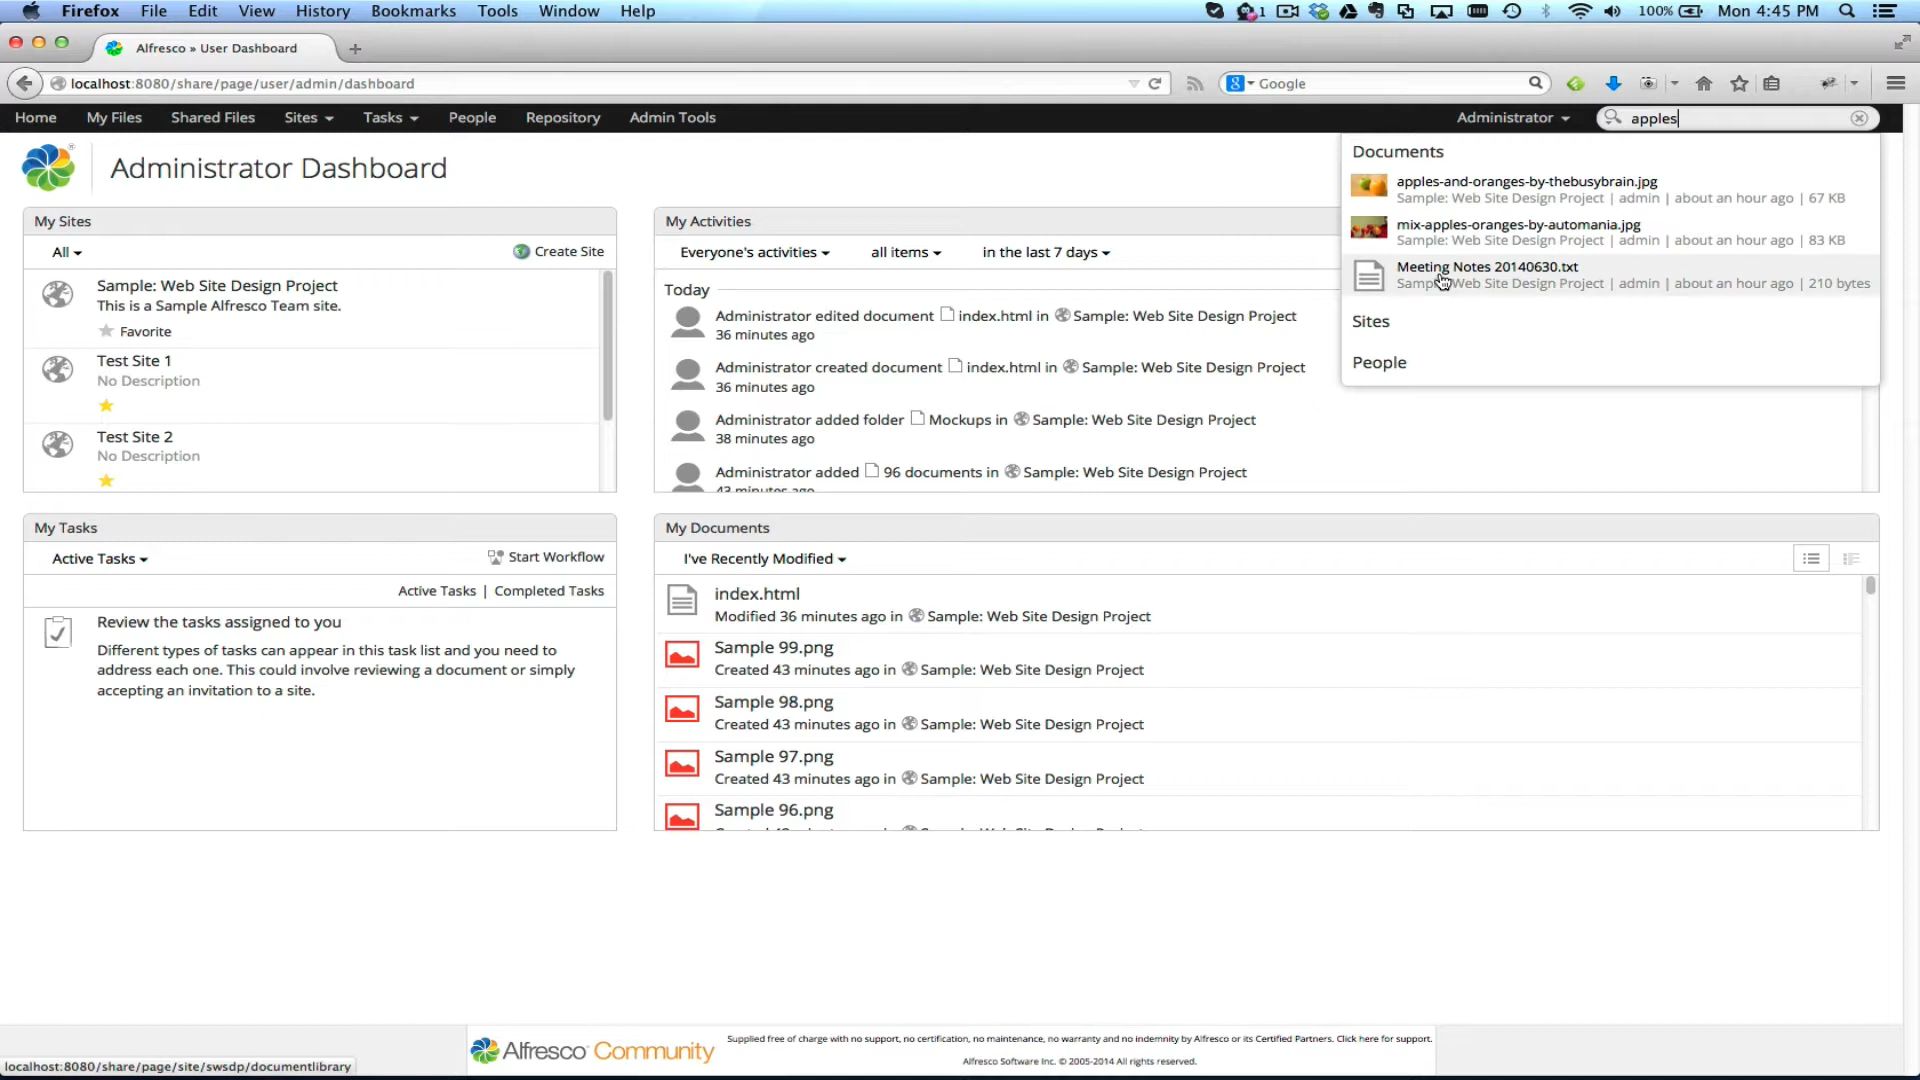 Firefox File Edit View History Bookmarks Tools Window Help 1 100% Mon 4:45 PM
Alfresco » User Dashboard
localhost:8080/share/page/user/admin/dashboard Google
Home My Files Shared Files Sites Tasks People Repository Admin Tools Administrator apples
Administrator Dashboard
Documents
apples-and-oranges-by-thebusybrain.jpg
Sample: Web Site Design Project | admin | about an hour ago | 67 KB
mix-apples-oranges-by-automania.jpg
Sample: Web Site Design Project | admin | about an hour ago | 83 KB
Meeting Notes 20140630.txt
Sample: Web Site Design Project | admin | about an hour ago | 210 bytes
Sites
People
My Sites
All Create Site
Sample: Web Site Design Project
This is a Sample Alfresco Team site.
Favorite
Test Site 1
No Description
Test Site 2
No Description
My Activities
Everyone's activities all items in the last 7 days
Today
Administrator edited document index.html in Sample: Web Site Design Project
36 minutes ago
Administrator created document index.html in Sample: Web Site Design Project
36 minutes ago
Administrator added folder Mockups in Sample: Web Site Design Project
38 minutes ago
Administrator added 96 documents in Sample: Web Site Design Project
43 minutes ago
My Tasks
Active Tasks Start Workflow
Active Tasks | Completed Tasks
Review the tasks assigned to you
Different types of tasks can appear in this task list and you need to
address each one. This could involve reviewing a document or simply
accepting an invitation to a site.
My Documents
I've Recently Modified
index.html
Modified 36 minutes ago in Sample: Web Site Design Project
Sample 99.png
Created 43 minutes ago in Sample: Web Site Design Project
Sample 98.png
Created 43 minutes ago in Sample: Web Site Design Project
Sample 97.png
Created 43 minutes ago in Sample: Web Site Design Project
Sample 96.png
Alfresco Community
Supplied free of charge with no support, no certification, no maintenance, no warranty and no indemnity by Alfresco or its Certified Partners. Click here for support.
Alfresco Software Inc. © 2005-2014 All rights reserved.
localhost:8080/share/page/site/swsdp/documentlibrary